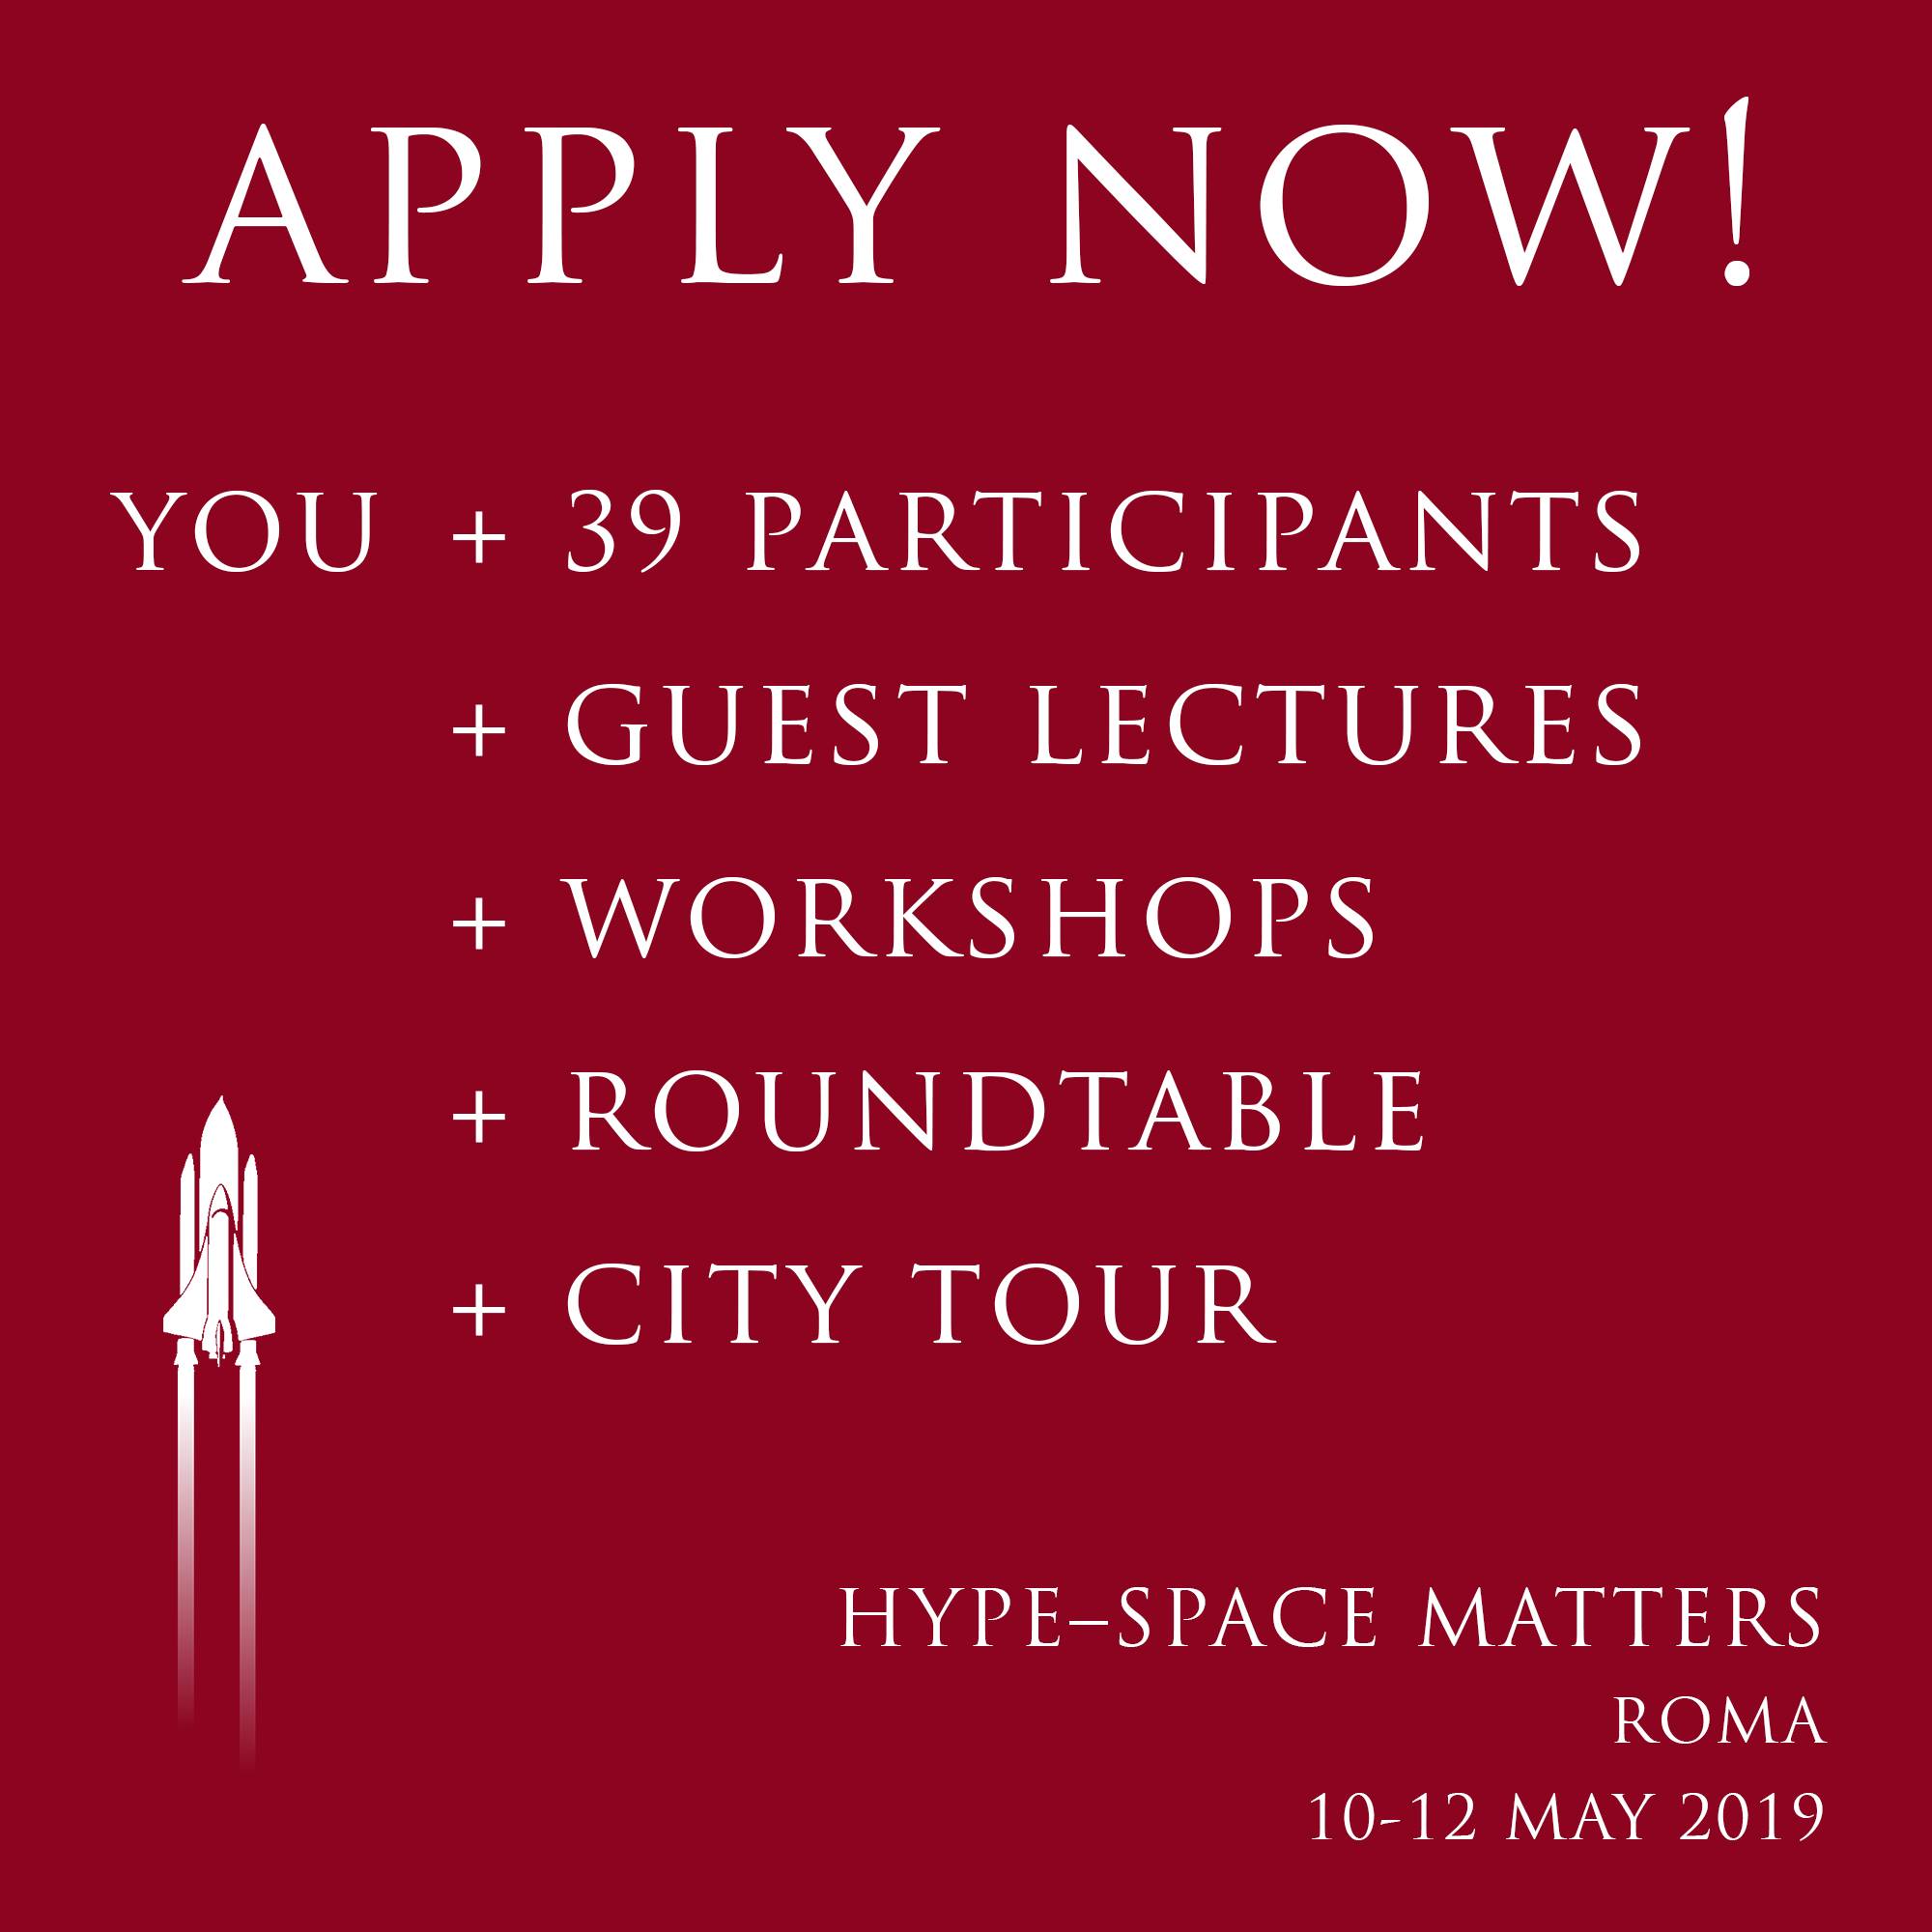 APPLY NOW!
YOU + 39 PARTICIPANTS
+ GUEST LECTURES
+ WORKSHOPS
+ ROUNDTABLE
+ CITY TOUR
HYPE–SPACE MATTERS
ROMA
10-12 MAY 2019